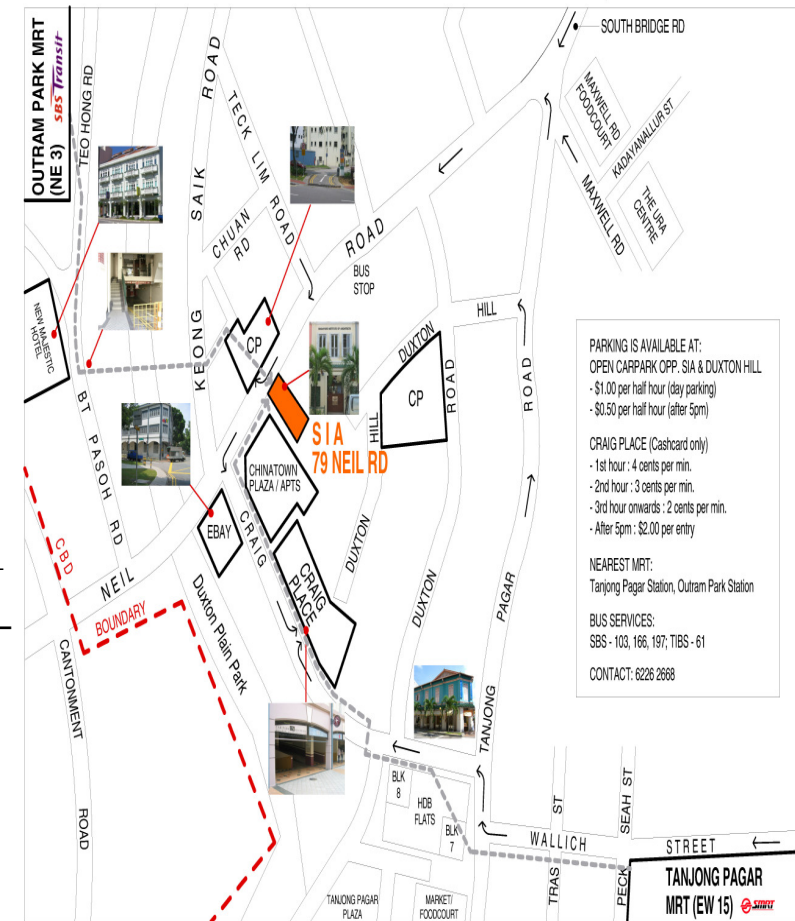 OUTRAM PARK MRT
(NE 3)
SBS Transit
TEO HONG RD
KEONG SAIK ROAD
TECK LIM ROAD
CHUAN
RD
ROAD
BUS
STOP
SOUTH BRIDGE RD
MAXWELL RD
FOODCOURT
KADAYANALLUR ST
MAXWELL RD
THE URA
CENTRE
NEW MAJESTIC
HOTEL
CP
DUXTON
HILL
HILL
CP
ROAD
ROAD
S I A
79 NEIL RD
CHINATOWN
PLAZA / APTS
EBAY
CRAIG
CRAIG
PLACE
BT PASOH RD
CBD
BOUNDARY
NEIL
DUXTON
DUXTON
PAGAR
TANJONG
Duxton Plain Park
CANTONMENT
ROAD
PARKING IS AVAILABLE AT:
OPEN CARPARK OPP. SIA & DUXTON HILL
- $1.00 per half hour (day parking)
- $0.50 per half hour (after 5pm)
CRAIG PLACE (Cashcard only)
- 1st hour : 4 cents per min.
- 2nd hour : 3 cents per min.
- 3rd hour onwards : 2 cents per min.
- After 5pm : $2.00 per entry
NEAREST MRT:
Tanjong Pagar Station, Outram Park Station
BUS SERVICES:
SBS - 103, 166, 197; TIBS - 61
CONTACT: 6226 2668
BLK
8
HDB
FLATS
BLK
7
WALLICH
STREET
TRAS
ST
PECK
SEAH ST
TANJONG PAGAR
PLAZA
MARKET/
FOODCOURT
TANJONG PAGAR
MRT (EW 15)
SMRT